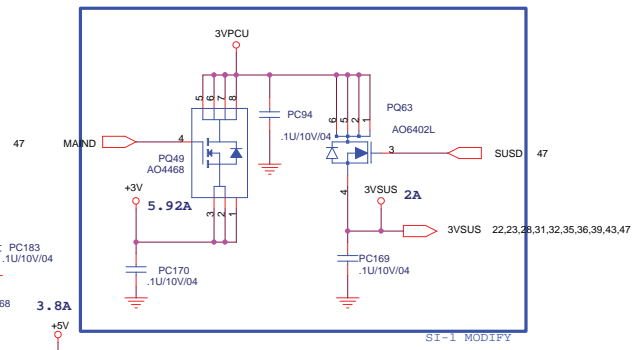 3VPCU
5
6
7
8
PC94
.1U/10V/04
6
5
2
1
PQ63
AO6402L
47
MAIND
4
PQ49
AO4468
3
SUSD
47
+3V
5.92A
3
2
1
4
3VSUS
2A
3VSUS
22,23,28,31,32,35,36,39,43,47
PC183
.1U/10V/04
PC170
.1U/10V/04
PC169
.1U/10V/04
68
3.8A
+5V
SI-1 MODIFY